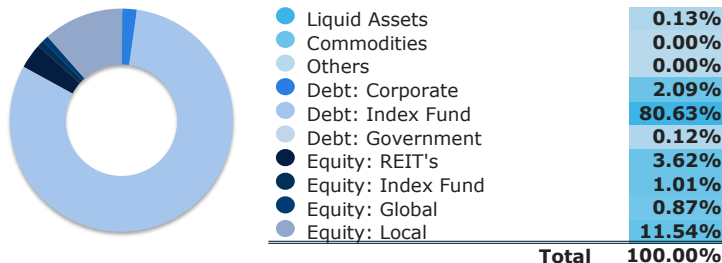 Liquid Assets 0.13%
Commodities 0.00%
Others 0.00%
Debt: Corporate 2.09%
Debt: Index Fund 80.63%
Debt: Government 0.12%
Equity: REIT's 3.62%
Equity: Index Fund 1.01%
Equity: Global 0.87%
Equity: Local 11.54%
Total 100.00%